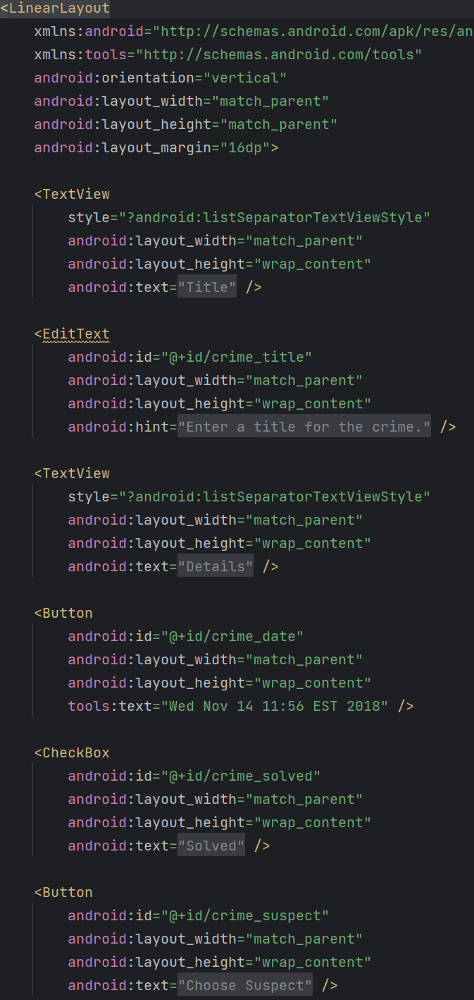 <LinearLayout
xmlns:android="http://schemas.android.com/apk/res/an
xmlns:tools="http://schemas.android.com/tools"
android:orientation="vertical"
android:layout_width="match_parent"
android:layout_height="match_parent"
android:layout_margin="16dp">
<TextView
style="?android:listSeparatorTextViewStyle"
android:layout_width="match_parent"
android:layout_height="wrap_content"
android:text="Title" />
<EditText
android:id="@+id/crime_title"
android:layout_width="match_parent"
android:layout_height="wrap_content"
android:hint="Enter a title for the crime." />
<TextView
style="?android:listSeparatorTextViewStyle"
android:layout_width="match_parent"
android:layout_height="wrap_content"
android:text="Details" />
<Button
android:id="@+id/crime_date"
android:layout_width="match_parent"
android:layout_height="wrap_content"
tools:text="Wed Nov 14 11:56 EST 2018" />
<CheckBox
android:id="@+id/crime_solved"
android:layout_width="match_parent"
android:layout_height="wrap_content"
android:text="Solved" />
<Button
android:id="@+id/crime_suspect"
android:layout_width="match_parent"
android:layout_height="wrap_content"
android:text="Choose Suspect" />